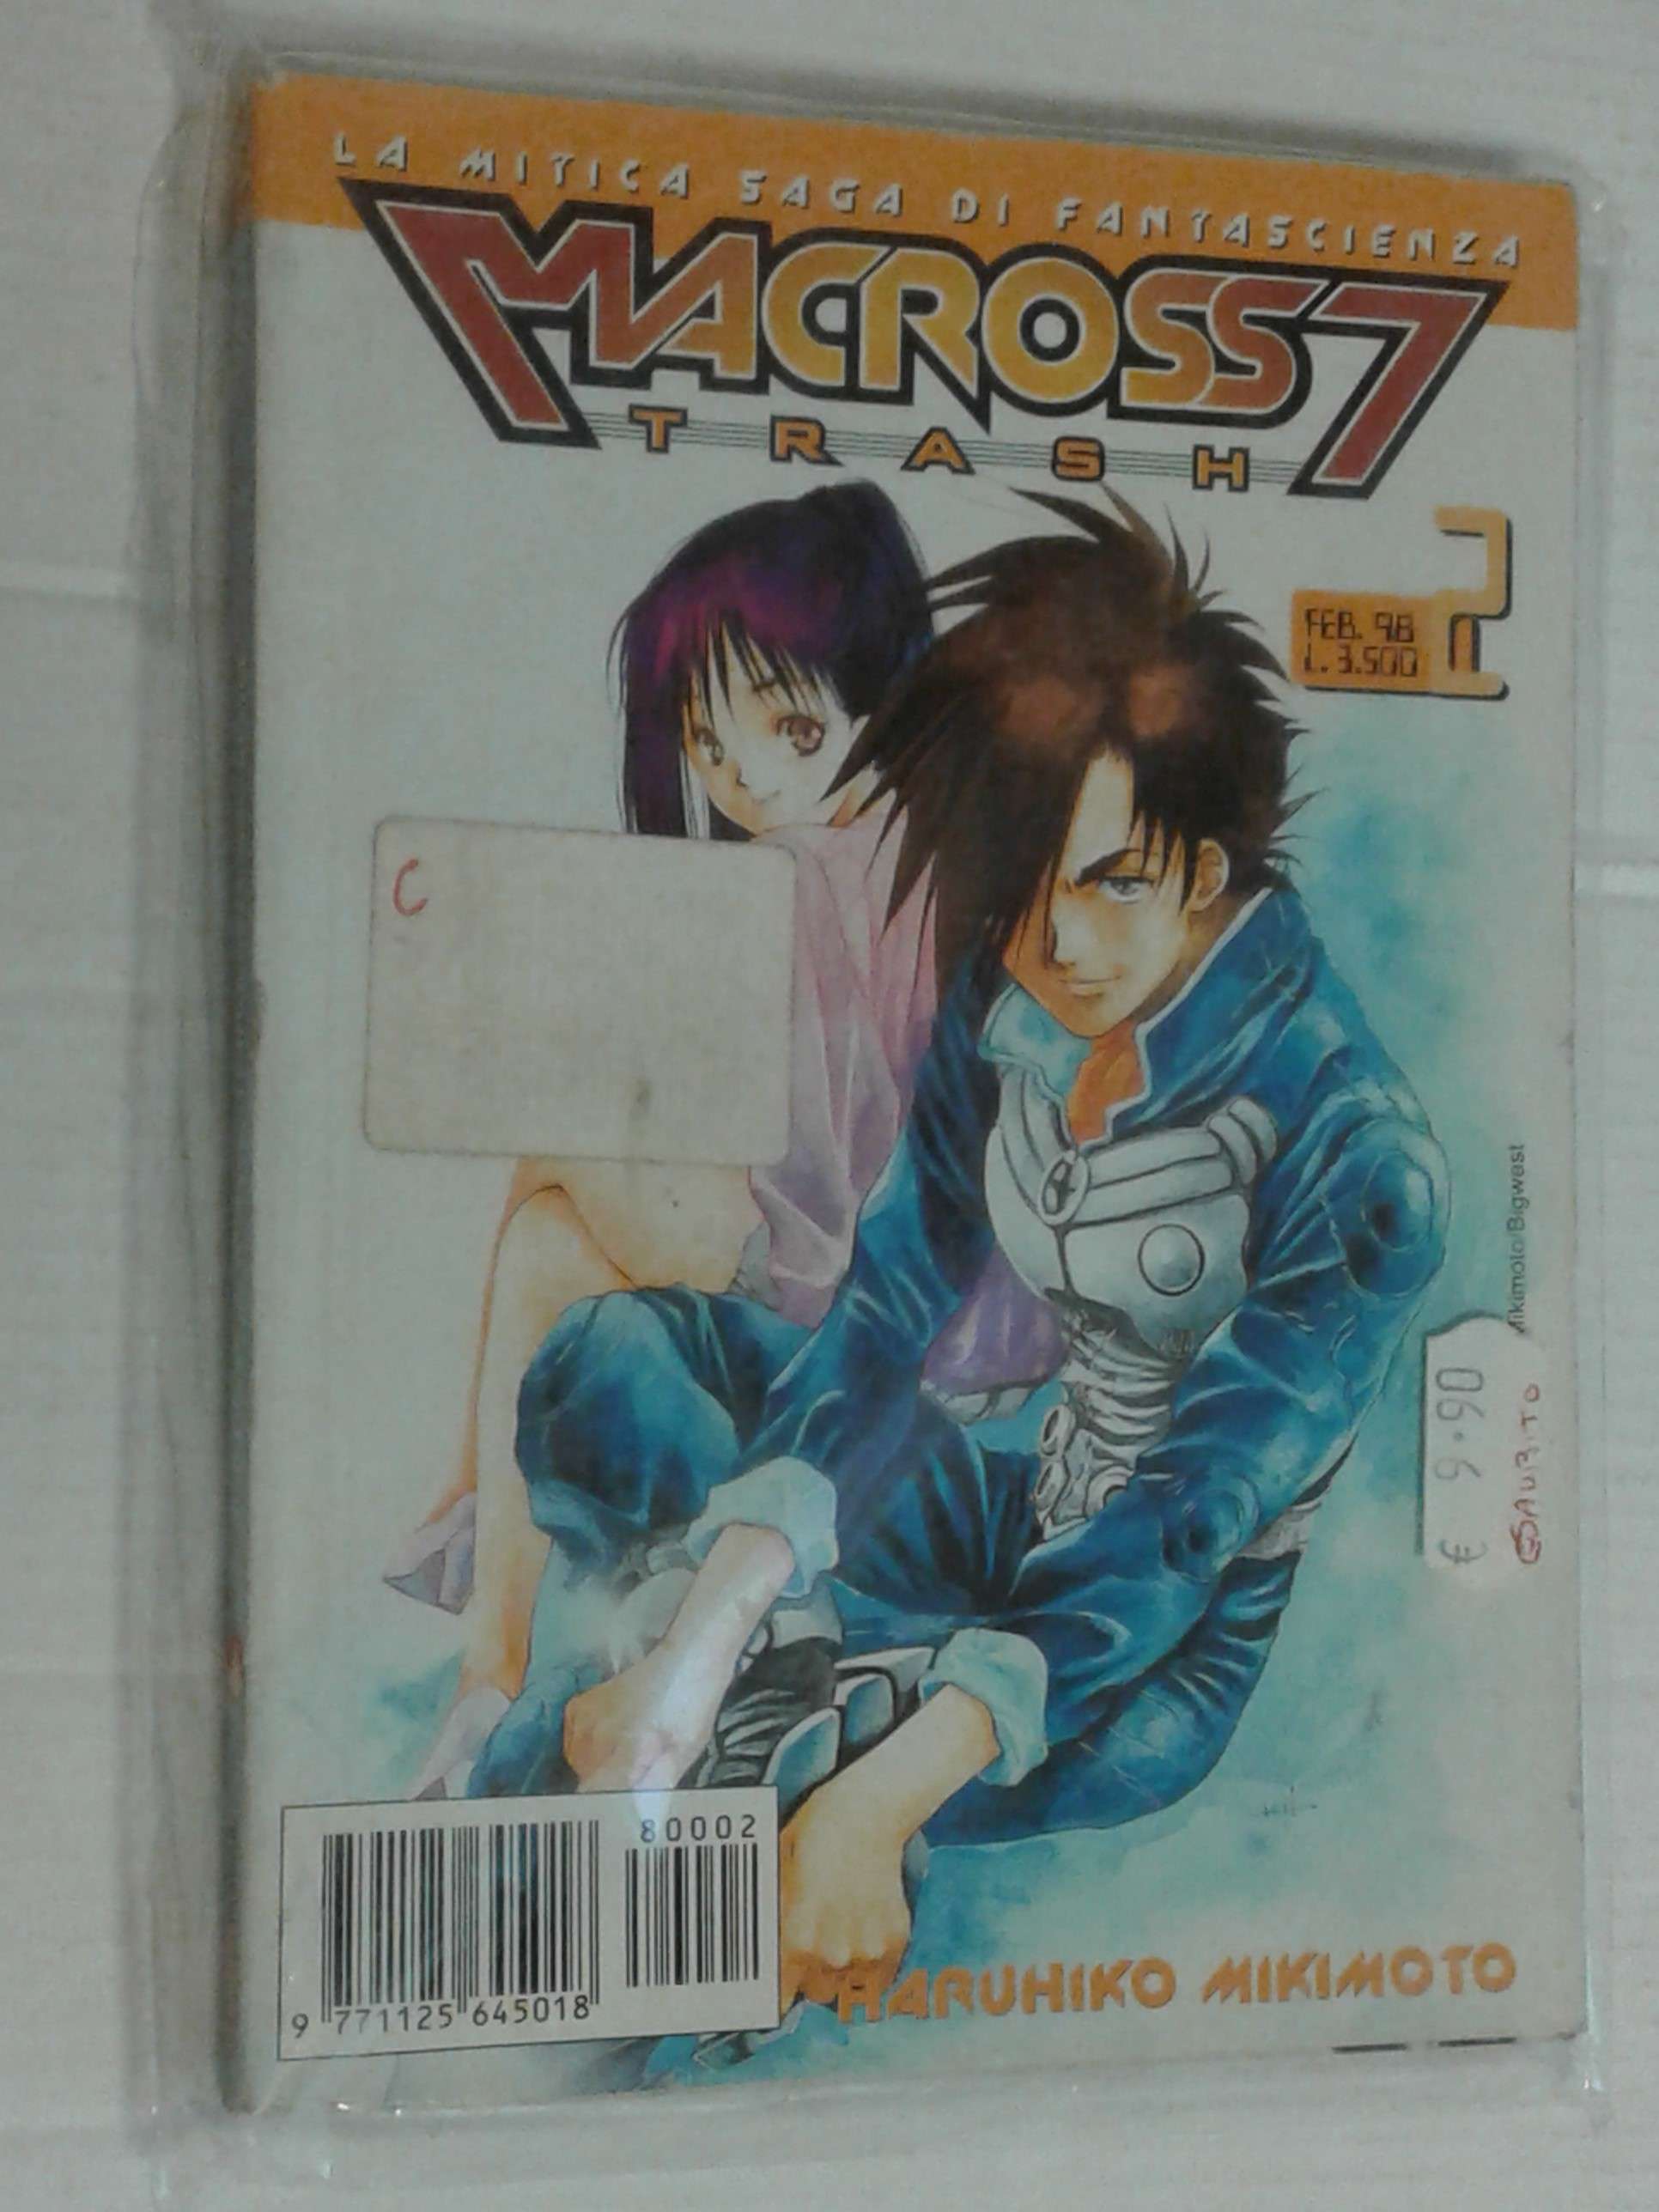 LA MITICA SAGA DI FANTASCIENZA
MACROSS 7
TRASH
2
FEB. 98
L. 3.500
C
Mikimoto/Bigwest
€ 9.90
ESAURITO
80002
9 771125 645018
HARUHIKO MIKIMOTO